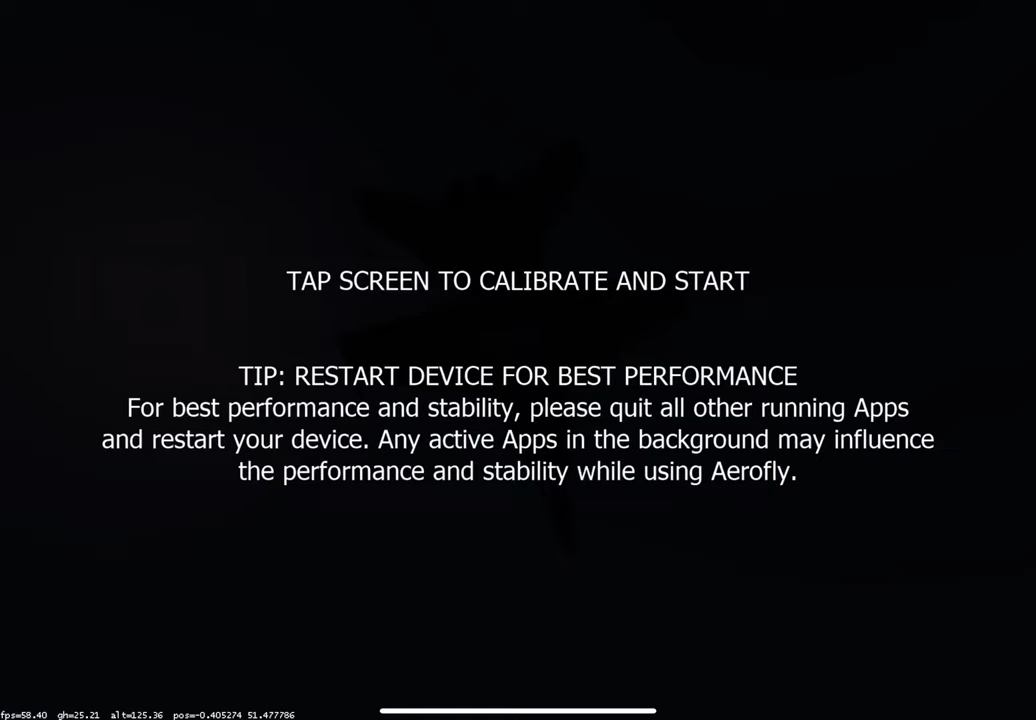 TAP SCREEN TO CALIBRATE AND START
TIP: RESTART DEVICE FOR BEST PERFORMANCE
For best performance and stability, please quit all other running Apps
and restart your device. Any active Apps in the background may influence
the performance and stability while using Aerofly.
fps=58.40 gh=25.21 alt=125.36 pos=-0.405274 51.477786